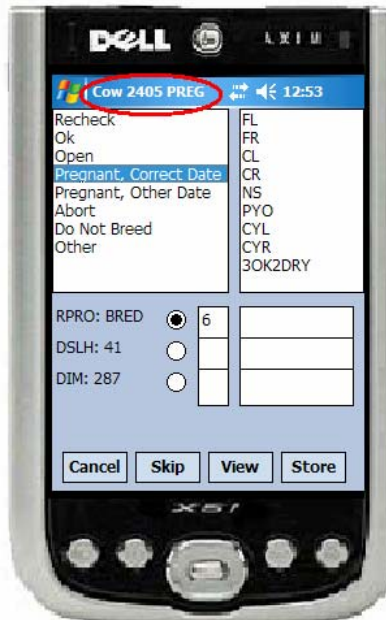 DELL AXIM
Cow 2405 PREG 12:53
Recheck
Ok
Open
Pregnant, Correct Date
Pregnant, Other Date
Abort
Do Not Breed
Other
FL
FR
CL
CR
NS
PYO
CYL
CYR
3OK2DRY
RPRO: BRED 6
DSLH: 41
DIM: 287
Cancel Skip View Store
X51